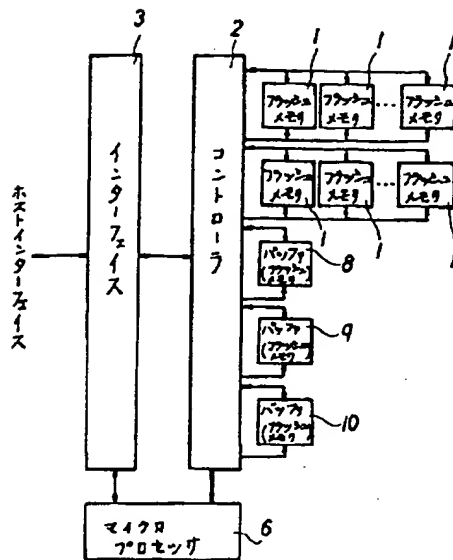 3
2
1
1
1
フラッシュ
メモリ
フラッシュ
メモリ
...
フラッシュ
メモリ
フラッシュ
メモリ
フラッシュ
メモリ
...
フラッシュ
メモリ
1
1
1
ホストインターフェイス
インターフェイス
コントローラ
バッファ
(フラッシュ
メモリ)
8
バッファ
(フラッシュ
メモリ)
9
バッファ
(フラッシュ
メモリ)
10
マイクロ
プロセッサ
6